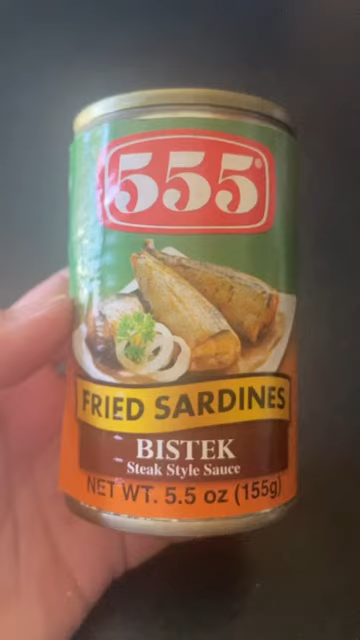 555
FRIED SARDINES
BISTEK
Steak Style Sauce
NET WT. 5.5 oz (155g)